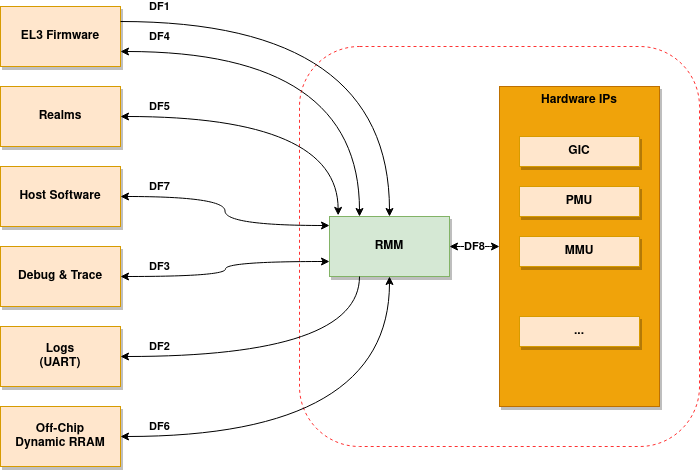 DF1
EL3 Firmware
DF4
Hardware IPs
Realms
DF5
GIC
Host Software
DF7
PMU
RMM
DF8
MMU
Debug & Trace
DF3
...
Logs
(UART)
DF2
Off-Chip
Dynamic RRAM
DF6